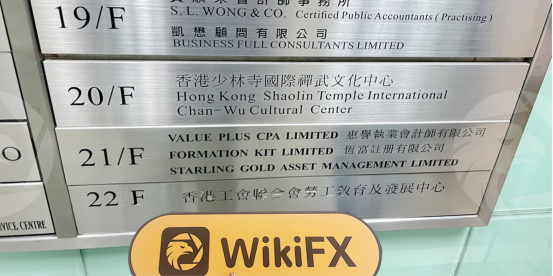 19/F
S. L. WONG & CO. Certified Public Accountants ( Practising )
凱懋顧問有限公司
BUSINESS FULL CONSULTANTS LIMITED
20/F
香港少林寺國際禪武文化中心
Hong Kong Shaolin Temple International
Chan-Wu Cultural Center
21/F
VALUE PLUS CPA LIMITED 惠譽執業會計師有限公司
FORMATION KIT LIMITED 恆富註册有限公司
STARLING GOLD ASSET MANAGEMENT LIMITED
22 F
香港工會聯合會勞工敎育及發展中心
O
VICE CENTRE
WikiFX